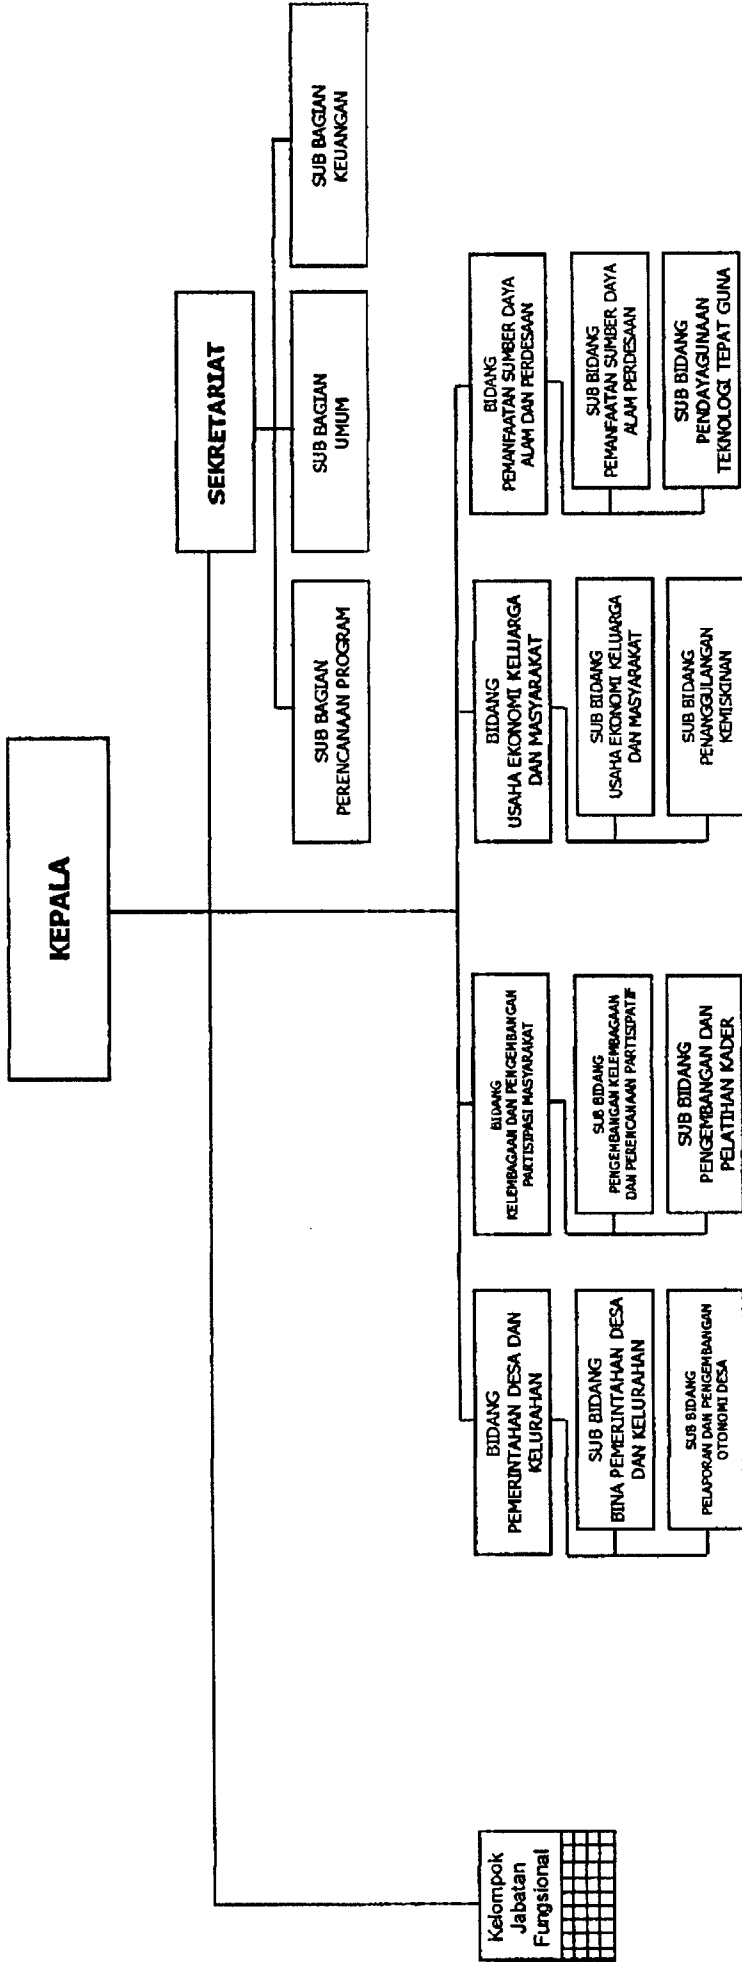 KEPALA
SEKRETARIAT
SUB BAGIAN
PERENCANAAN PROGRAM
SUB BAGIAN
UMUM
SUB BAGIAN
KEUANGAN
Kelompok
Jabatan
Fungsional
BIDANG
PEMERINTAHAN DESA DAN
KELURAHAN
SUB BIDANG
BINA PEMERINTAHAN DESA
DAN KELURAHAN
SUB BIDANG
PELAPORAN DAN PENGEMBANGAN
OTONOMI DESA
BIDANG
KELEMBAGAAN DAN PENGEMBANGAN
PARTISIPASI MASYARAKAT
SUB BIDANG
PENGEMBANGAN KELEMBAGAAN
DAN PERENCANAAN PARTISIPATIF
SUB BIDANG
PENGEMBANGAN DAN
PELATIHAN KADER
BIDANG
USAHA EKONOMI KELUARGA
DAN MASYARAKAT
SUB BIDANG
USAHA EKONOMI KELUARGA
DAN MASYARAKAT
SUB BIDANG
PENANGGULANGAN
KEMISKINAN
BIDANG
PEMANFAATAN SUMBER DAYA
ALAM DAN PERDESAAN
SUB BIDANG
PEMANFAATAN SUMBER DAYA
ALAM PERDESAAN
SUB BIDANG
PENDAYAGUNAAN
TEKNOLOGI TEPAT GUNA